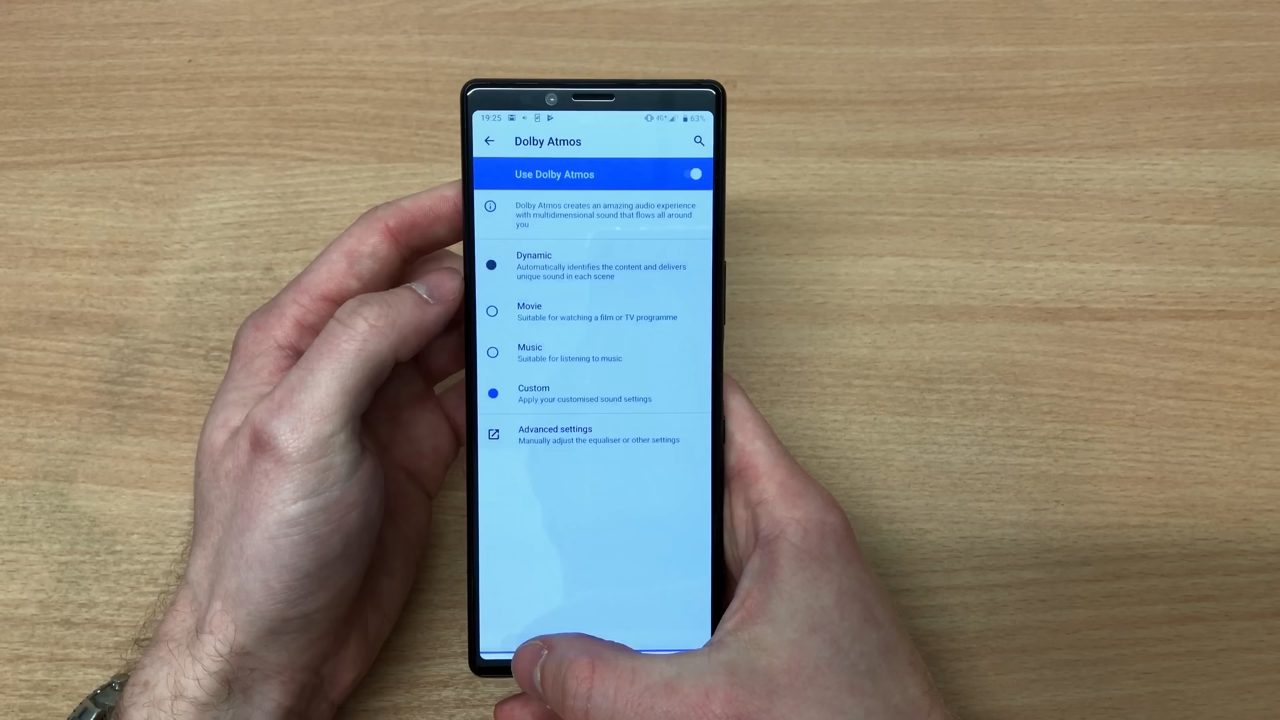 19:25 4G+ 63%
Dolby Atmos
Use Dolby Atmos
Dolby Atmos creates an amazing audio experience
with multidimensional sound that flows all around
you
Dynamic
Automatically identifies the content and delivers
unique sound in each scene
Movie
Suitable for watching a film or TV programme
Music
Suitable for listening to music
Custom
Apply your customised sound settings
Advanced settings
Manually adjust the equaliser or other settings